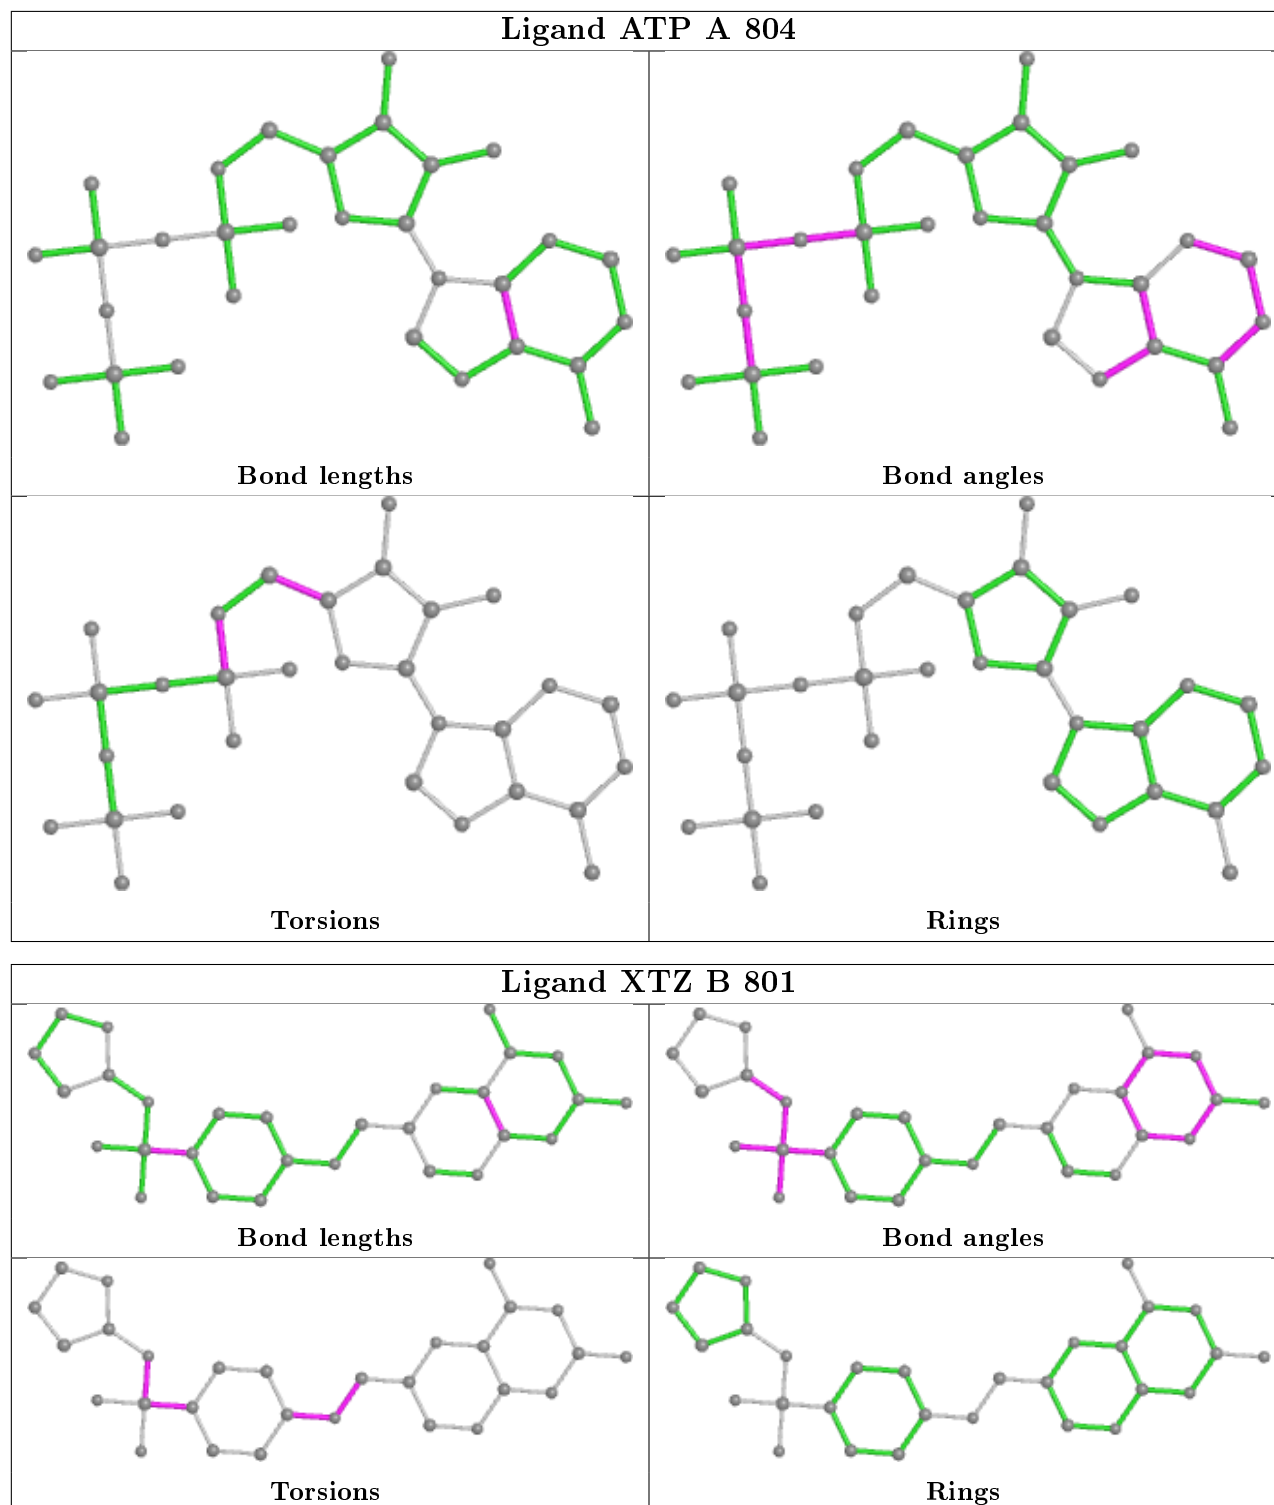 Ligand ATP A 804
Bond lengths
Bond angles
Torsions
Rings
Ligand XTZ B 801
Bond lengths
Bond angles
Torsions
Rings